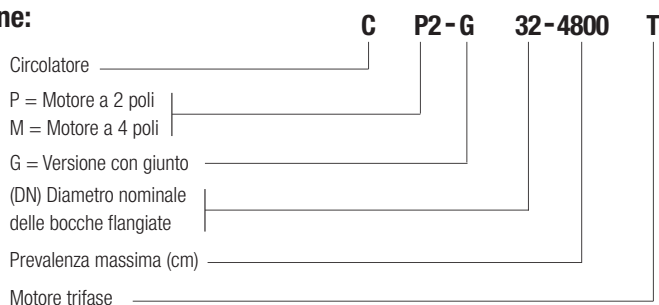 ne:
C P2-G 32-4800 T
Circolatore
P = Motore a 2 poli
M = Motore a 4 poli
G = Versione con giunto
(DN) Diametro nominale
delle bocche flangiate
Prevalenza massima (cm)
Motore trifase